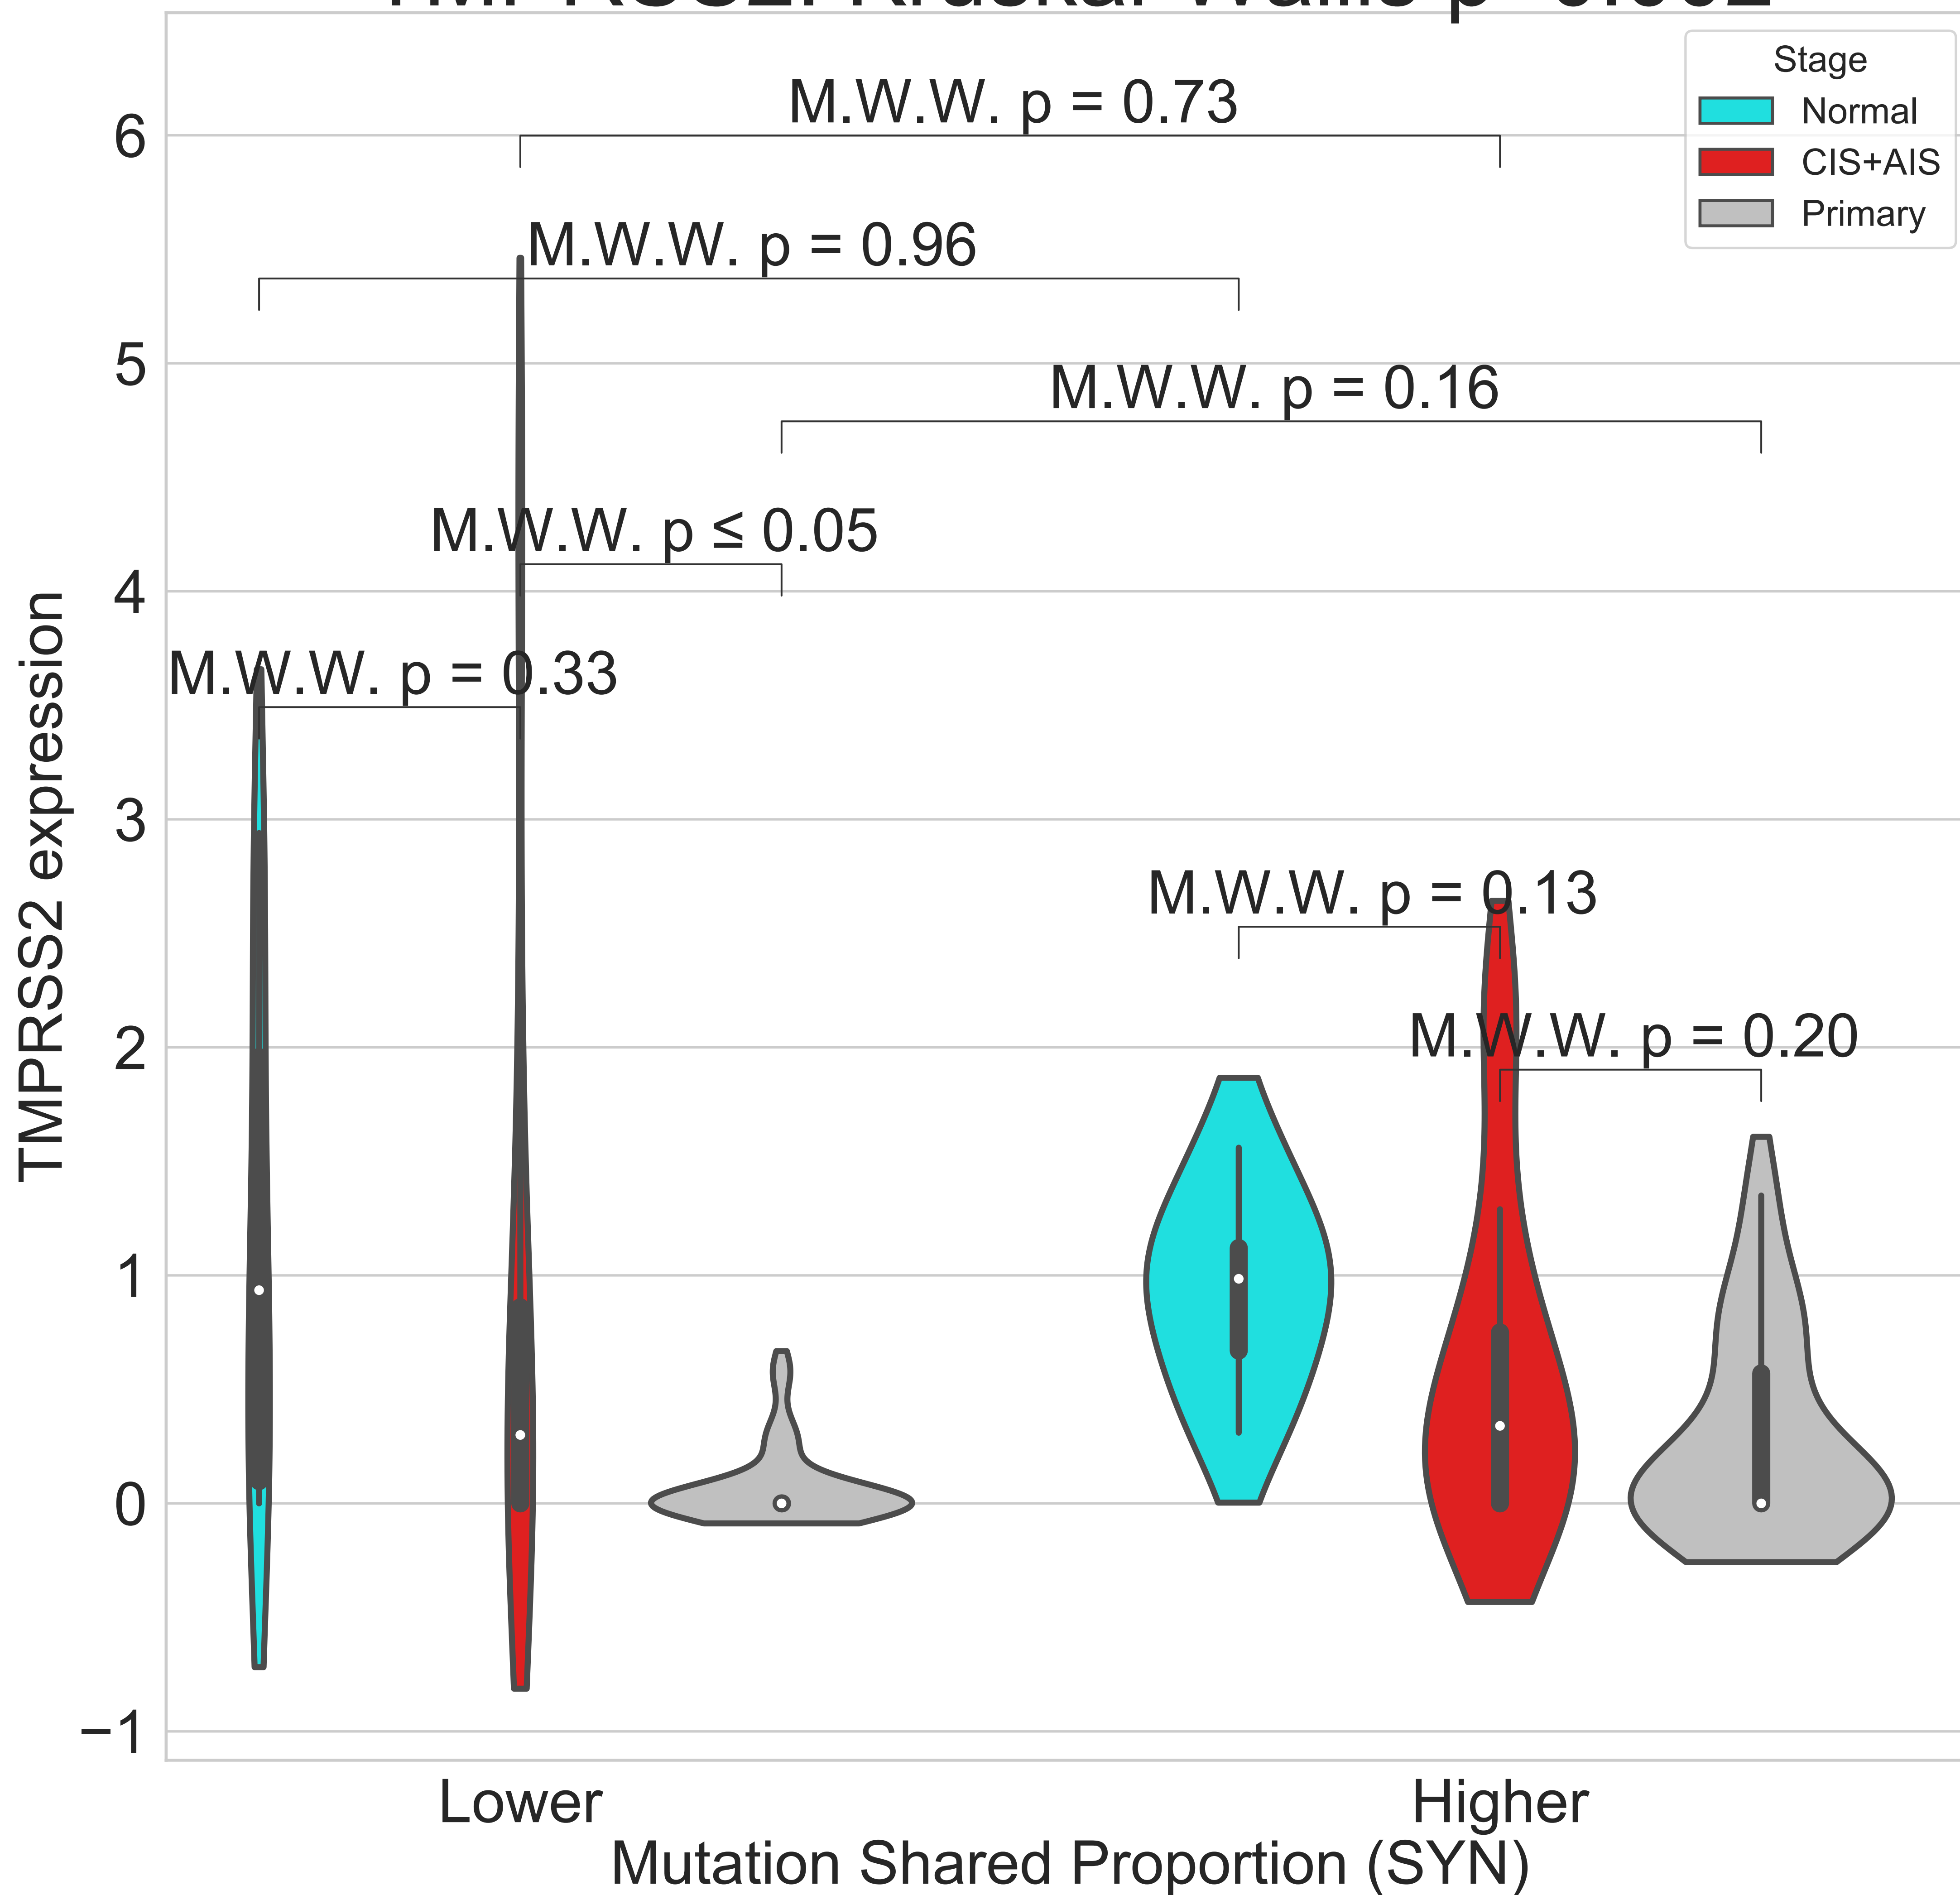 Stage
Normal
CIS+AIS
Primary
M.W.W. p = 0.73
M.W.W. p = 0.96
M.W.W. p = 0.16
M.W.W. p ≤ 0.05
M.W.W. p = 0.33
M.W.W. p = 0.13
M.W.W. p = 0.20
6
5
4
3
2
1
0
−1
TMPRSS2 expression
Lower
Higher
Mutation Shared Proportion (SYN)